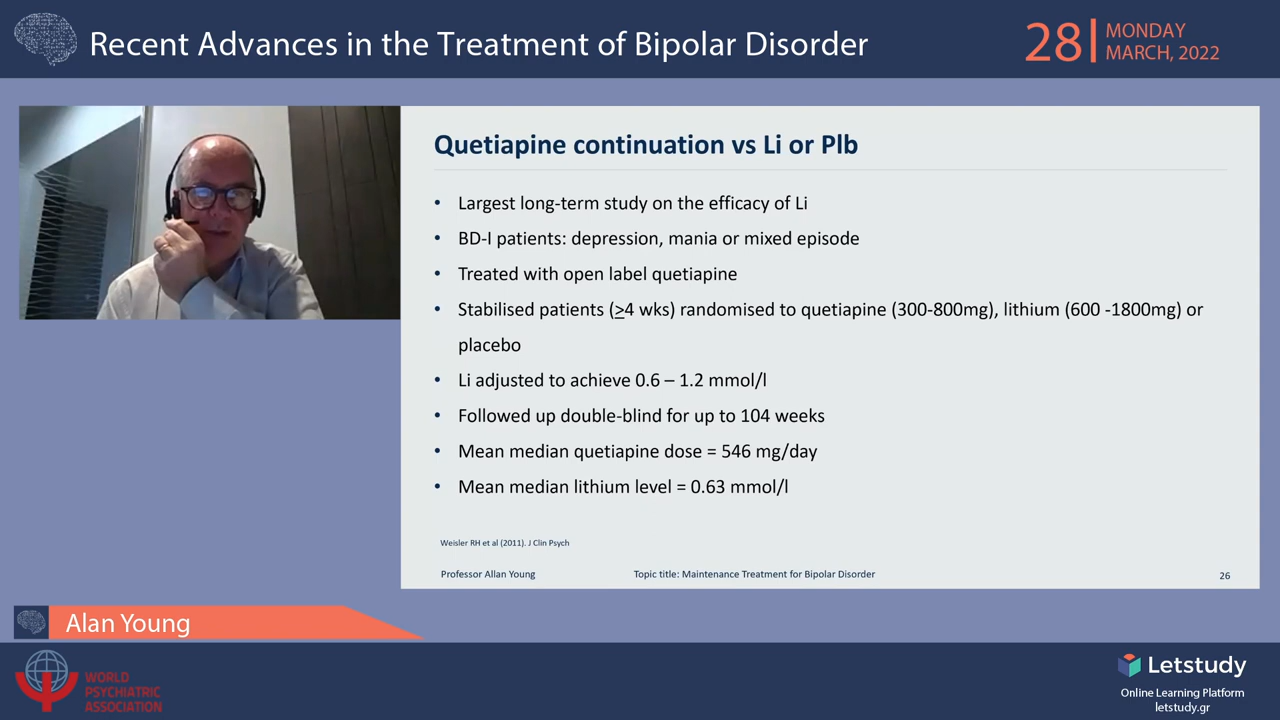 Recent Advances in the Treatment of Bipolar Disorder
28
MONDAY
MARCH, 2022
Quetiapine continuation vs Li or Plb
• Largest long-term study on the efficacy of Li
• BD-I patients: depression, mania or mixed episode
• Treated with open label quetiapine
• Stabilised patients (≥4 wks) randomised to quetiapine (300-800mg), lithium (600 -1800mg) or
placebo
• Li adjusted to achieve 0.6 – 1.2 mmol/l
• Followed up double-blind for up to 104 weeks
• Mean median quetiapine dose = 546 mg/day
• Mean median lithium level = 0.63 mmol/l
Weisler RH et al (2011). J Clin Psych
Professor Allan Young
Topic title: Maintenance Treatment for Bipolar Disorder
26
Alan Young
WORLD
PSYCHIATRIC
ASSOCIATION
Letstudy
Online Learning Platform
letstudy.gr